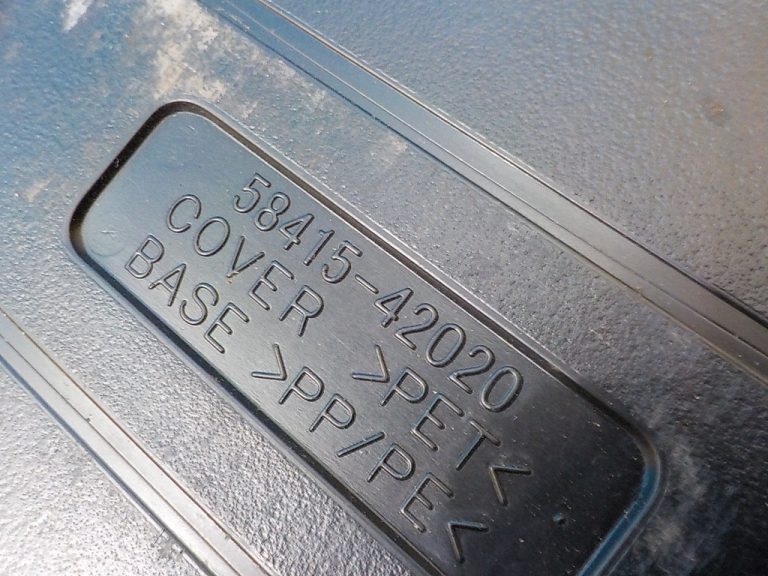 58415-42020
COVER >PET<
BASE >PP/PE<